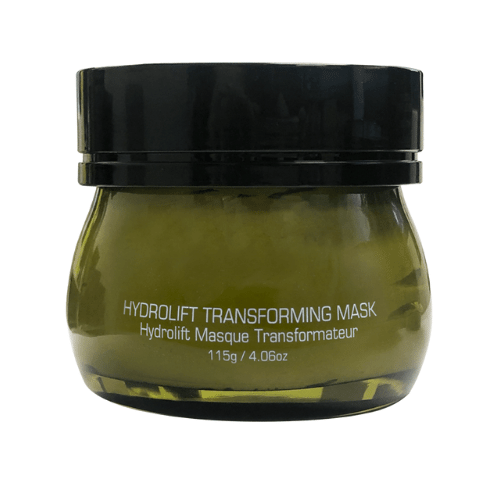 HYDROLIFT TRANSFORMING MASK
Hydrolift Masque Transformateur
115g / 4.06oz